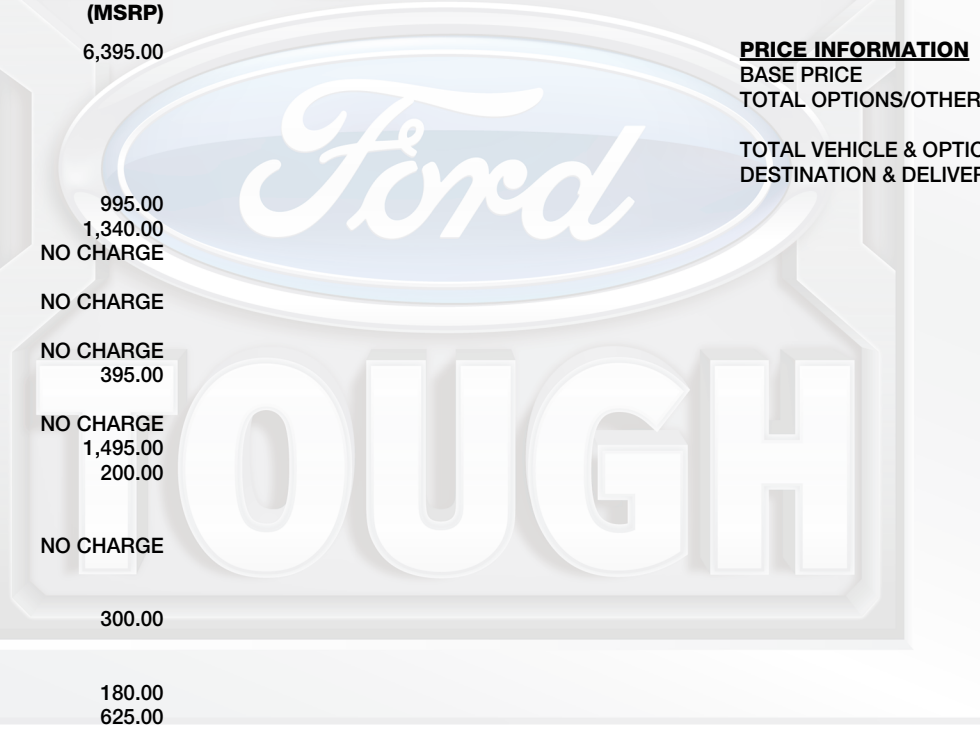 (MSRP)
6,395.00
995.00
1,340.00
NO CHARGE
NO CHARGE
NO CHARGE
395.00
NO CHARGE
1,495.00
200.00
NO CHARGE
300.00
180.00
625.00
PRICE INFORMATION
BASE PRICE
TOTAL OPTIONS/OTHER
TOTAL VEHICLE & OPTIO
DESTINATION & DELIVER
Ford
TOUGH